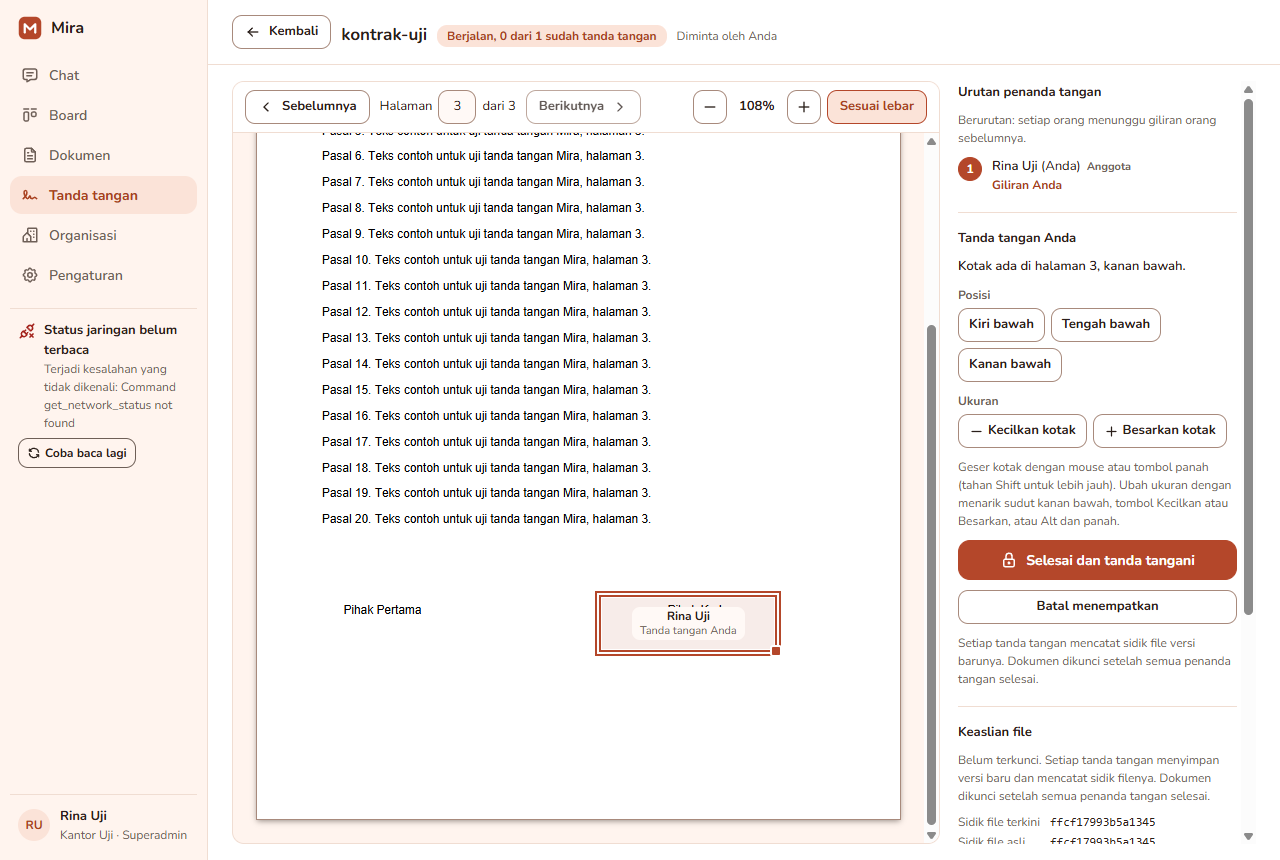 Mira
Chat
Board
Dokumen
Tanda tangan
Organisasi
Pengaturan
Status jaringan belum
terbaca
Terjadi kesalahan yang
tidak dikenali: Command
get_network_status not
found
Coba baca lagi
RU
Rina Uji
Kantor Uji · Superadmin
Kembali
kontrak-uji
Berjalan, 0 dari 1 sudah tanda tangan
Diminta oleh Anda
Sebelumnya
Halaman
3
dari 3
Berikutnya
108%
Sesuai lebar
Pasal 6. Teks contoh untuk uji tanda tangan Mira, halaman 3.
Pasal 7. Teks contoh untuk uji tanda tangan Mira, halaman 3.
Pasal 8. Teks contoh untuk uji tanda tangan Mira, halaman 3.
Pasal 9. Teks contoh untuk uji tanda tangan Mira, halaman 3.
Pasal 10. Teks contoh untuk uji tanda tangan Mira, halaman 3.
Pasal 11. Teks contoh untuk uji tanda tangan Mira, halaman 3.
Pasal 12. Teks contoh untuk uji tanda tangan Mira, halaman 3.
Pasal 13. Teks contoh untuk uji tanda tangan Mira, halaman 3.
Pasal 14. Teks contoh untuk uji tanda tangan Mira, halaman 3.
Pasal 15. Teks contoh untuk uji tanda tangan Mira, halaman 3.
Pasal 16. Teks contoh untuk uji tanda tangan Mira, halaman 3.
Pasal 17. Teks contoh untuk uji tanda tangan Mira, halaman 3.
Pasal 18. Teks contoh untuk uji tanda tangan Mira, halaman 3.
Pasal 19. Teks contoh untuk uji tanda tangan Mira, halaman 3.
Pasal 20. Teks contoh untuk uji tanda tangan Mira, halaman 3.
Pihak Pertama
Rina Uji
Tanda tangan Anda
Urutan penanda tangan
Berurutan: setiap orang menunggu giliran orang
sebelumnya.
1
Rina Uji (Anda) Anggota
Giliran Anda
Tanda tangan Anda
Kotak ada di halaman 3, kanan bawah.
Posisi
Kiri bawah
Tengah bawah
Kanan bawah
Ukuran
Kecilkan kotak
Besarkan kotak
Geser kotak dengan mouse atau tombol panah
(tahan Shift untuk lebih jauh). Ubah ukuran dengan
menarik sudut kanan bawah, tombol Kecilkan atau
Besarkan, atau Alt dan panah.
Selesai dan tanda tangani
Batal menempatkan
Setiap tanda tangan mencatat sidik file versi
barunya. Dokumen dikunci setelah semua penanda
tangan selesai.
Keaslian file
Belum terkunci. Setiap tanda tangan menyimpan
versi baru dan mencatat sidik filenya. Dokumen
dikunci setelah semua penanda tangan selesai.
Sidik file terkini ffcf17993b5a1345
Sidik file asli ffcf17993b5a1345